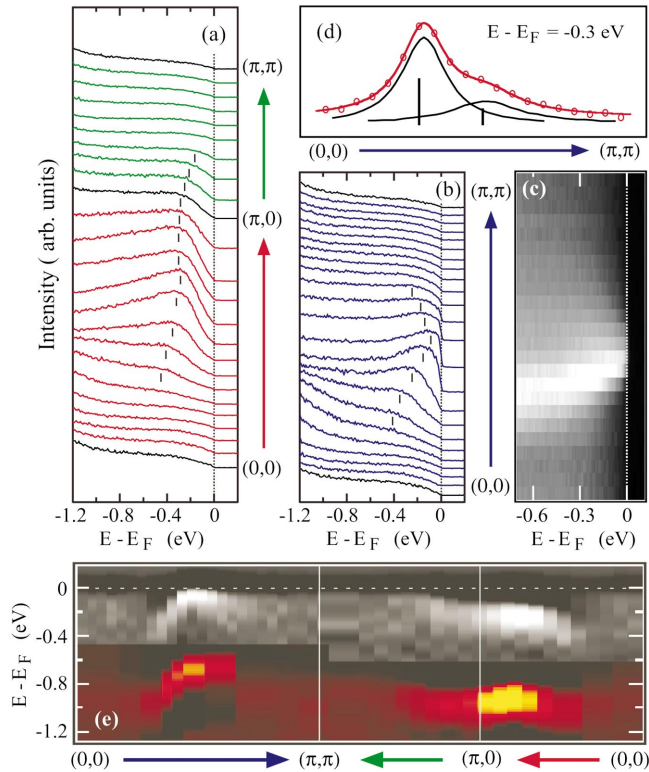 (a)
(π,π)
(π,0)
(0,0)
Intensity ( arb. units)
-1.2 -0.8 -0.4 0
E - E F (eV)
(d) E - E F = -0.3 eV
(0,0) (π,π)
(b)
(π,π)
(0,0)
-1.2 -0.8 -0.4 0
E - E F (eV)
(c)
-0.6 -0.3 0
E - E F (eV)
E - E F (eV)
0
-0.4
-0.8
-1.2
(e)
(0,0) (π,π) (π,0) (0,0)